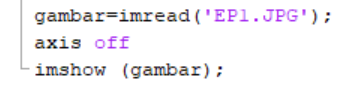 gambar=imread('EP1.JPG');
axis off
imshow (gambar);